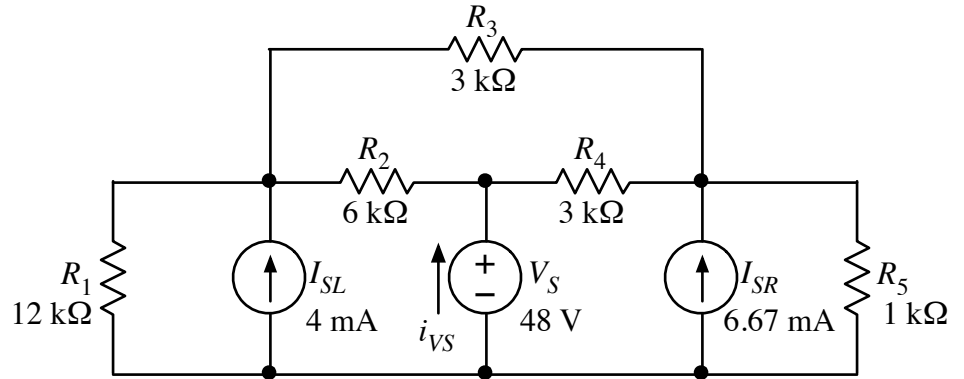 R3
3 kΩ
R2
6 kΩ
R4
3 kΩ
R1
12 kΩ
ISL
4 mA
iVS
+
−
VS
48 V
ISR
6.67 mA
R5
1 kΩ